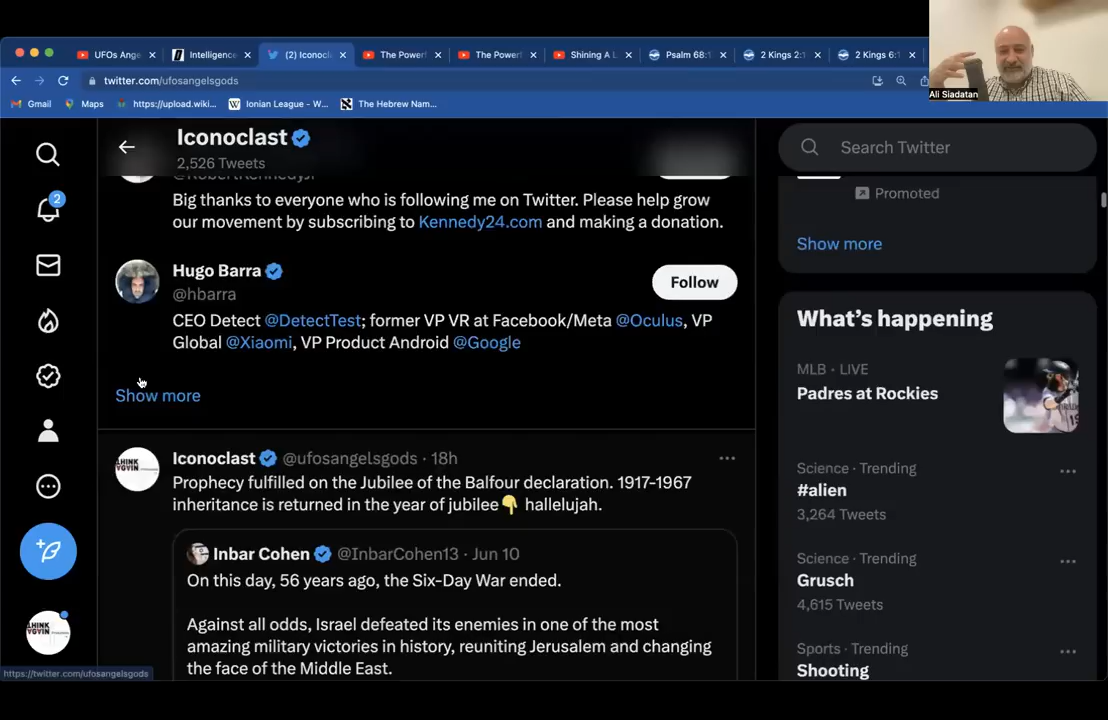 UFOs Ange
Intelligence
(2) Iconocl
The Powerf
The Powerf
Shining A L
Psalm 68:1
2 Kings 2:1
2 Kings 6:1
twitter.com/ufosangelsgods
Gmail
Maps
https://upload.wiki...
Ionian League - W...
The Hebrew Nam...
Ali Siadatan
Iconoclast
2,526 Tweets
Search Twitter
@RobertKennedyJr
Big thanks to everyone who is following me on Twitter. Please help grow
our movement by subscribing to Kennedy24.com and making a donation.
Hugo Barra
@hbarra
Follow
CEO Detect @DetectTest; former VP VR at Facebook/Meta @Oculus, VP
Global @Xiaomi, VP Product Android @Google
Show more
Iconoclast @ufosangelsgods · 18h
Prophecy fulfilled on the Jubilee of the Balfour declaration. 1917-1967
inheritance is returned in the year of jubilee👇 hallelujah.
Inbar Cohen @InbarCohen13 · Jun 10
On this day, 56 years ago, the Six-Day War ended.
Against all odds, Israel defeated its enemies in one of the most
amazing military victories in history, reuniting Jerusalem and changing
the face of the Middle East.
Promoted
Show more
What's happening
MLB · LIVE
Padres at Rockies
Science · Trending
#alien
3,264 Tweets
Science · Trending
Grusch
4,615 Tweets
Sports · Trending
Shooting
2
THINK
https://twitter.com/ufosangelsgods